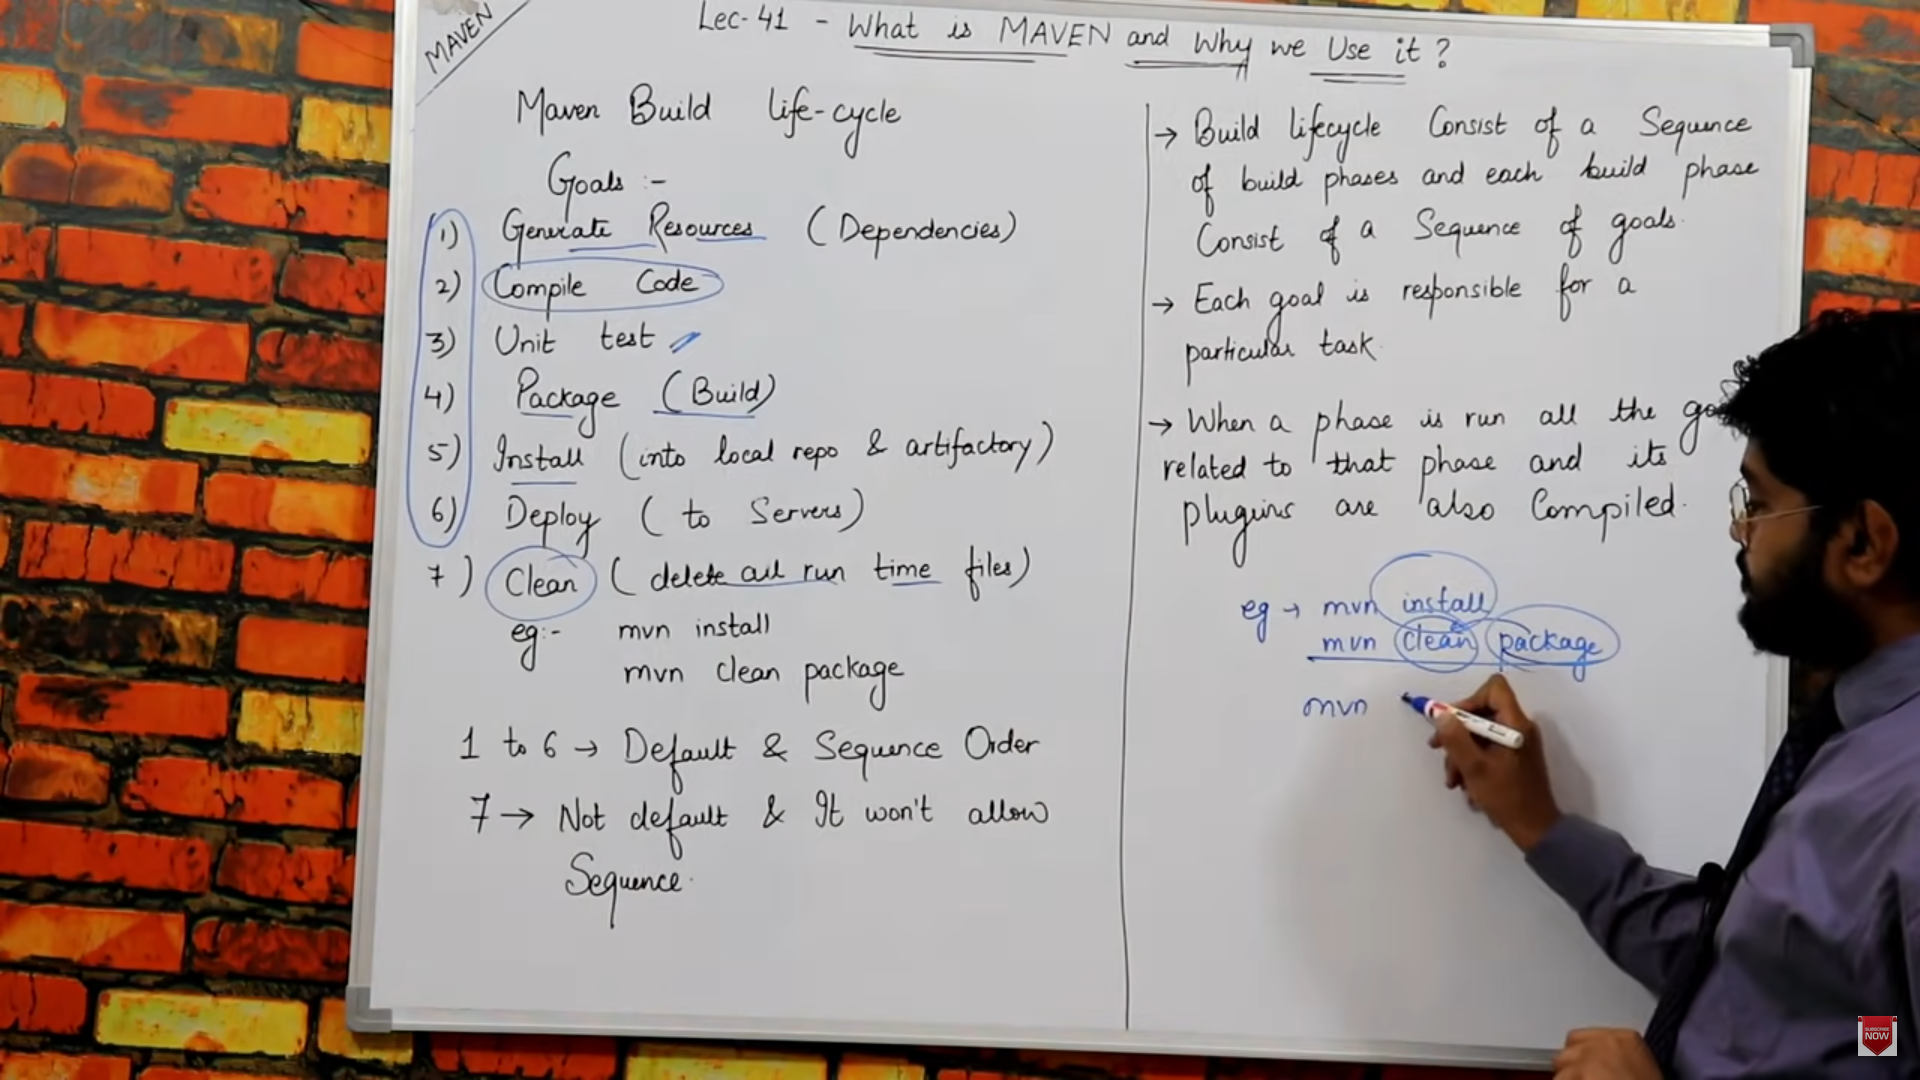 MAVEN
Lec-41 - What is MAVEN and Why we Use it?
Maven Build life-cycle
Goals :-
1) Generate Resources (Dependencies)
2) Compile Code
3) Unit test
4) Package (Build)
5) Install (into local repo & artifactory)
6) Deploy (to Servers)
7) Clean (delete all run time files)
eg:- mvn install
mvn clean package
1 to 6 → Default & Sequence Order
7 → Not default & It won't allow
Sequence.
→ Build lifecycle Consist of a Sequence
of build phases and each build phase
Consist of a Sequence of goals.
→ Each goal is responsible for a
particular task.
→ When a phase is run all the
related to that phase and its
plugins are also Compiled.
eg → mvn install
mvn clean package
mvn
SUBSCRIBE
NOW